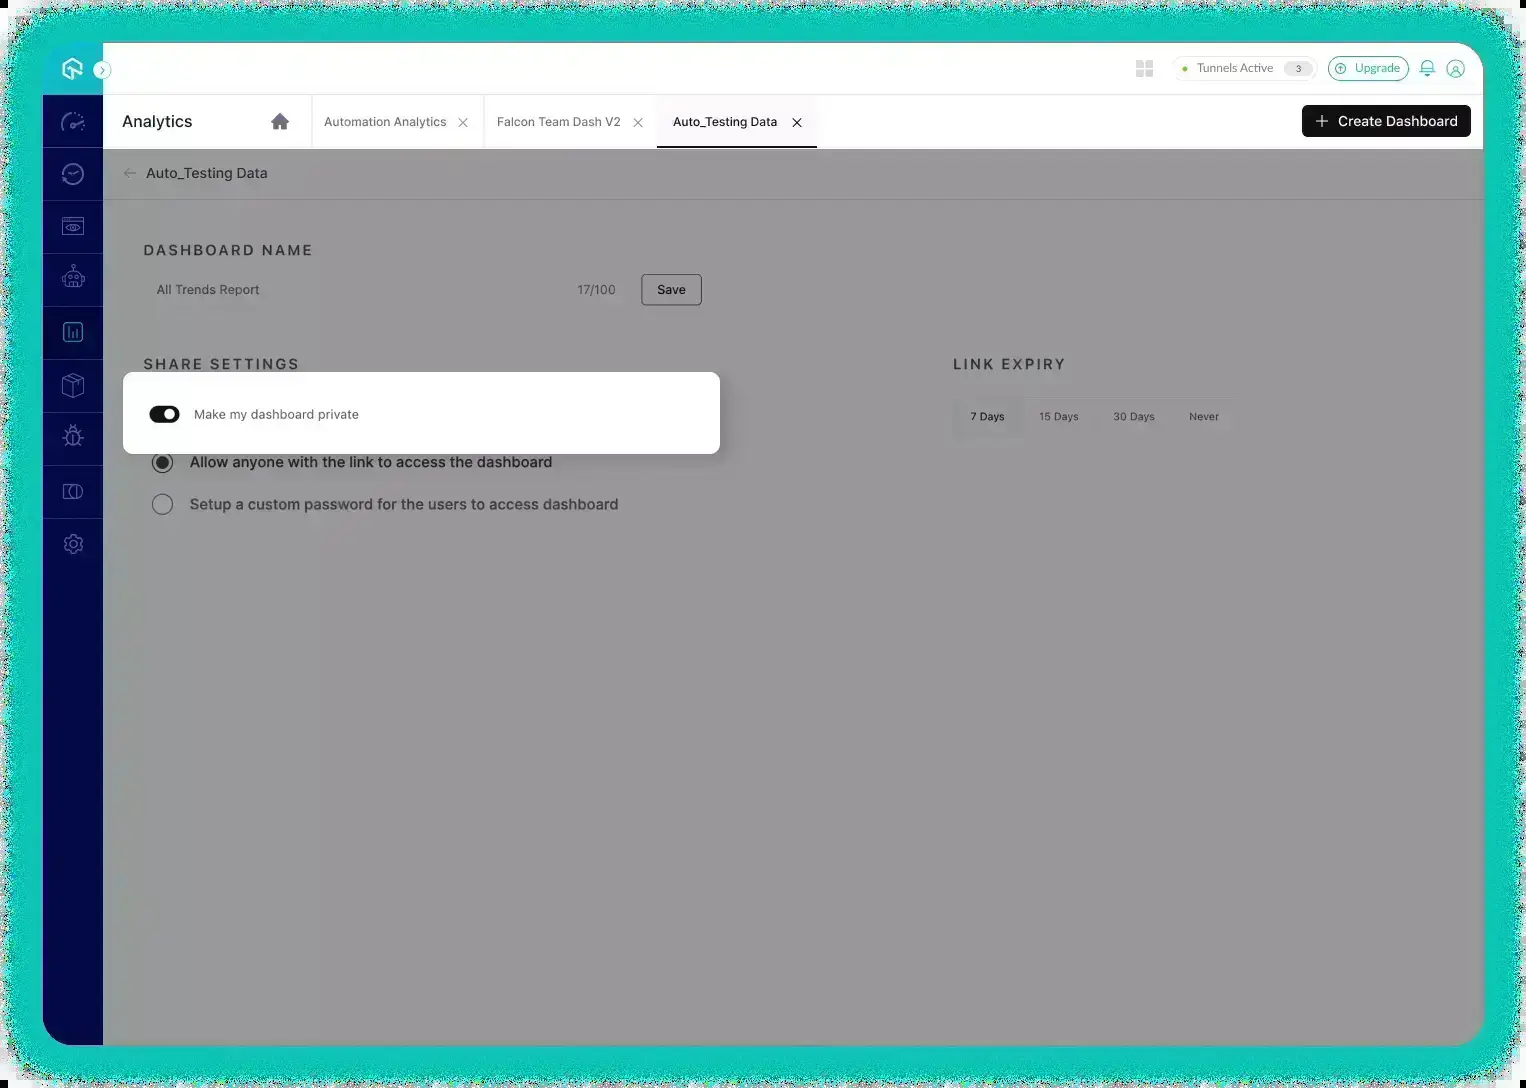 Tunnels Active 3 Upgrade
Analytics Automation Analytics Falcon Team Dash V2 Auto_Testing Data Create Dashboard
Auto_Testing Data
DASHBOARD NAME
All Trends Report 17/100 Save
SHARE SETTINGS LINK EXPIRY
Make my dashboard private 7 Days 15 Days 30 Days Never
Allow anyone with the link to access the dashboard
Setup a custom password for the users to access dashboard